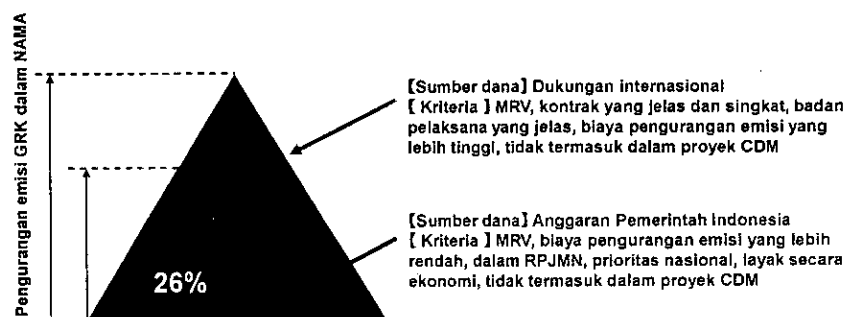 Pengurangan emisi GRK dalam NAMA
[Sumber dana] Dukungan internasional
[ Kriteria ] MRV, kontrak yang jelas dan singkat, badan
pelaksana yang jelas, biaya pengurangan emisi yang
lebih tinggi, tidak termasuk dalam proyek CDM
[Sumber dana] Anggaran Pemerintah Indonesia
[ Kriteria ] MRV, biaya pengurangan emisi yang lebih
rendah, dalam RPJMN, prioritas nasional, layak secara
ekonomi, tidak termasuk dalam proyek CDM
26%